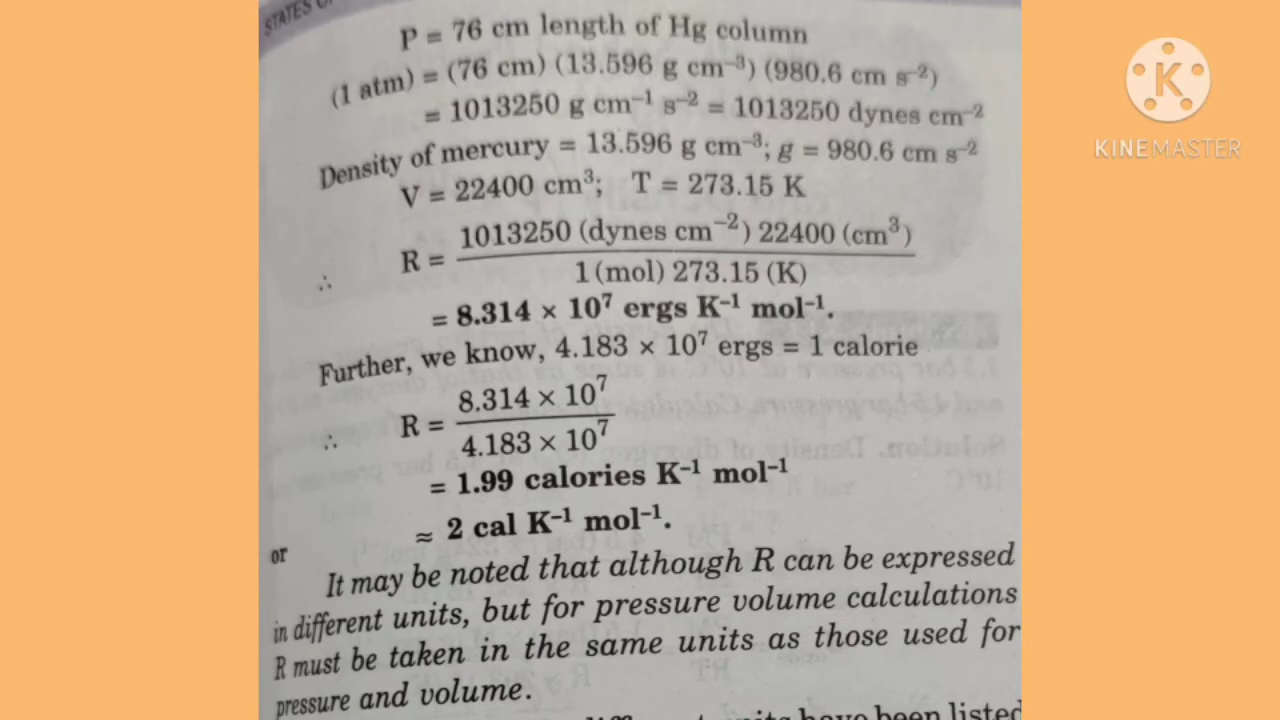 STATES O
P = 76 cm length of Hg column
(1 atm) = (76 cm) (13.596 g cm⁻³) (980.6 cm s⁻²)
= 1013250 g cm⁻¹ s⁻² = 1013250 dynes cm⁻²
Density of mercury = 13.596 g cm⁻³; g = 980.6 cm s⁻²
V = 22400 cm³; T = 273.15 K
∴ R = 1013250 (dynes cm⁻²) 22400 (cm³)
1 (mol) 273.15 (K)
= 8.314 × 10⁷ ergs K⁻¹ mol⁻¹.
Further, we know, 4.183 × 10⁷ ergs = 1 calorie
∴ R = 8.314 × 10⁷
4.183 × 10⁷
= 1.99 calories K⁻¹ mol⁻¹
or ≈ 2 cal K⁻¹ mol⁻¹.
It may be noted that although R can be expressed
in different units, but for pressure volume calculations
R must be taken in the same units as those used for
pressure and volume.
have been listed
K
KINEMASTER